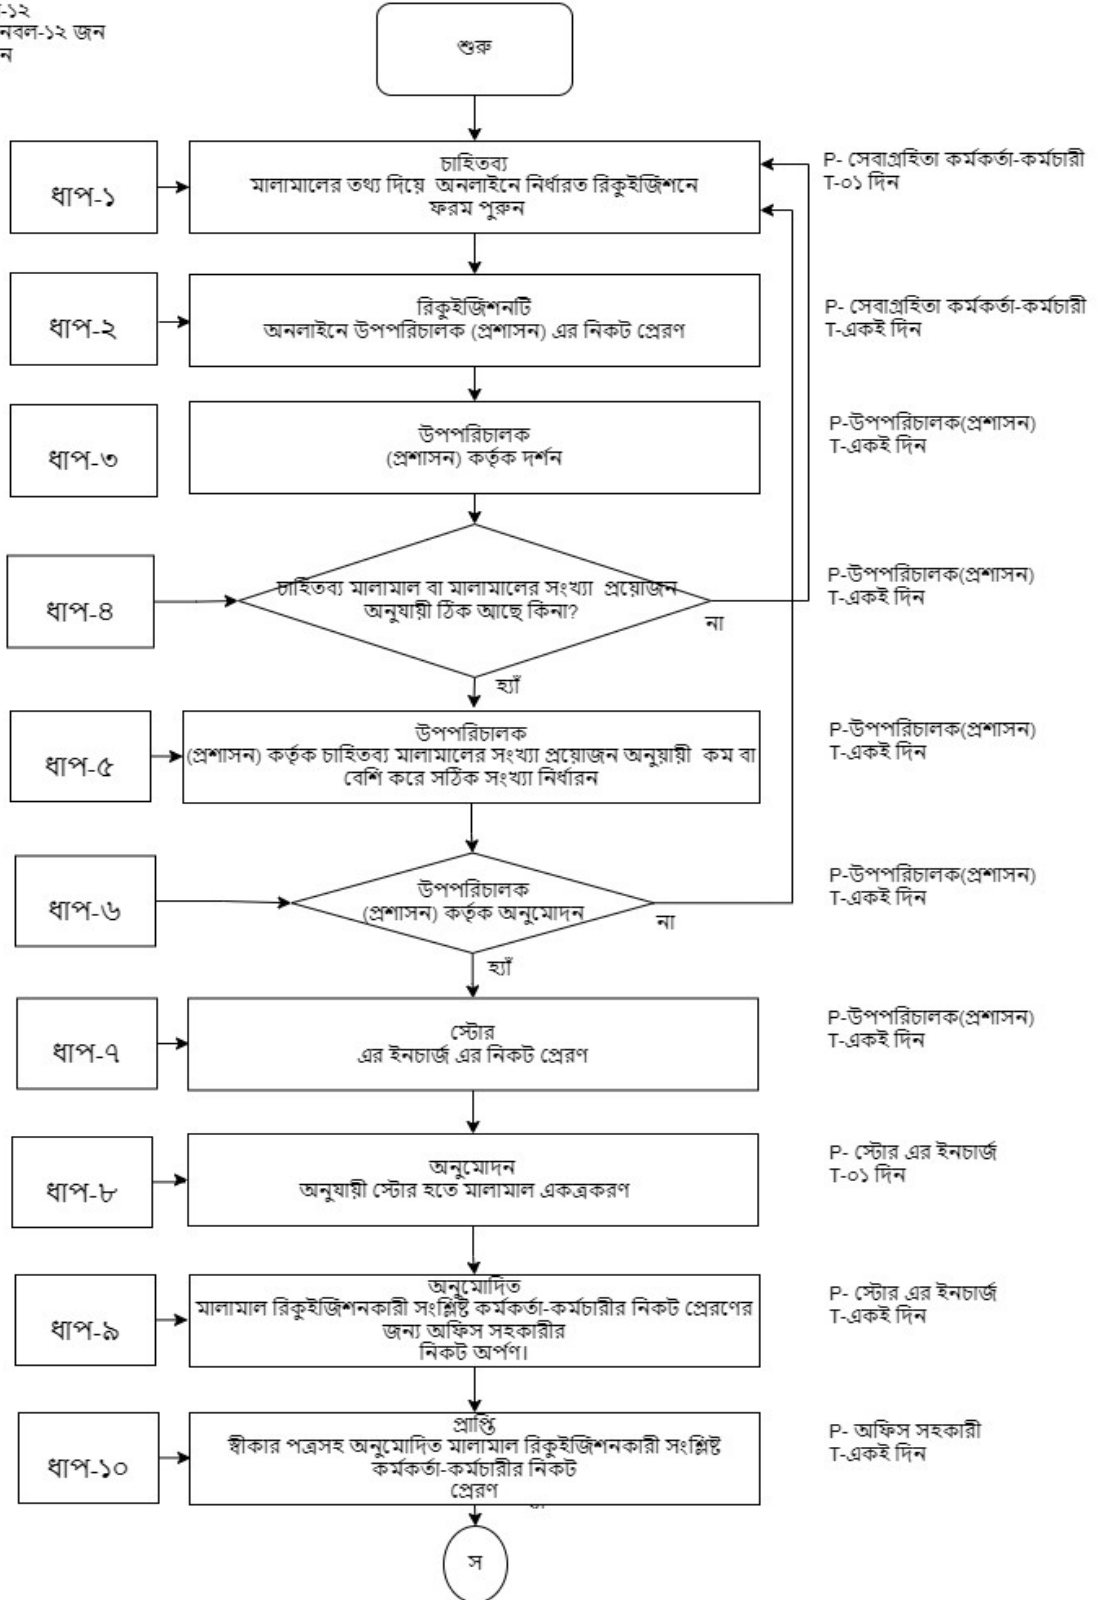 -১২
নবল-১২ জন
ন
শুরু
ধাপ-১
চাহিতব্য
মালামালের তথ্য দিয়ে অনলাইনে নির্ধারত রিকুইজিশনে
ফরম পুরুন
P- সেবাগ্রহিতা কর্মকর্তা-কর্মচারী
T-০১ দিন
ধাপ-২
রিকুইজিশনটি
অনলাইনে উপপরিচালক (প্রশাসন) এর নিকট প্রেরণ
P- সেবাগ্রহিতা কর্মকর্তা-কর্মচারী
T-একই দিন
ধাপ-৩
উপপরিচালক
(প্রশাসন) কর্তৃক দর্শন
P-উপপরিচালক(প্রশাসন)
T-একই দিন
ধাপ-৪
চাহিতব্য মালামাল বা মালামালের সংখ্যা প্রয়োজন
অনুযায়ী ঠিক আছে কিনা?
না
হ্যাঁ
P-উপপরিচালক(প্রশাসন)
T-একই দিন
ধাপ-৫
উপপরিচালক
(প্রশাসন) কর্তৃক চাহিতব্য মালামালের সংখ্যা প্রয়োজন অনুয়ায়ী কম বা
বেশি করে সঠিক সংখ্যা নির্ধারন
P-উপপরিচালক(প্রশাসন)
T-একই দিন
ধাপ-৬
উপপরিচালক
(প্রশাসন) কর্তৃক অনুমোদন
না
হ্যাঁ
P-উপপরিচালক(প্রশাসন)
T-একই দিন
ধাপ-৭
স্টোর
এর ইনচার্জ এর নিকট প্রেরণ
P-উপপরিচালক(প্রশাসন)
T-একই দিন
ধাপ-৮
অনুমোদন
অনুযায়ী স্টোর হতে মালামাল একত্রকরণ
P- স্টোর এর ইনচার্জ
T-০১ দিন
ধাপ-৯
অনুমোদিত
মালামাল রিকুইজিশনকারী সংশ্লিষ্ট কর্মকর্তা-কর্মচারীর নিকট প্রেরণের
জন্য অফিস সহকারীর
নিকট অর্পণ।
P- স্টোর এর ইনচার্জ
T-একই দিন
ধাপ-১০
প্রাপ্তি
স্বীকার পত্রসহ অনুমোদিত মালামাল রিকুইজিশনকারী সংশ্লিষ্ট
কর্মকর্তা-কর্মচারীর নিকট
প্রেরণ
P- অফিস সহকারী
T-একই দিন
স